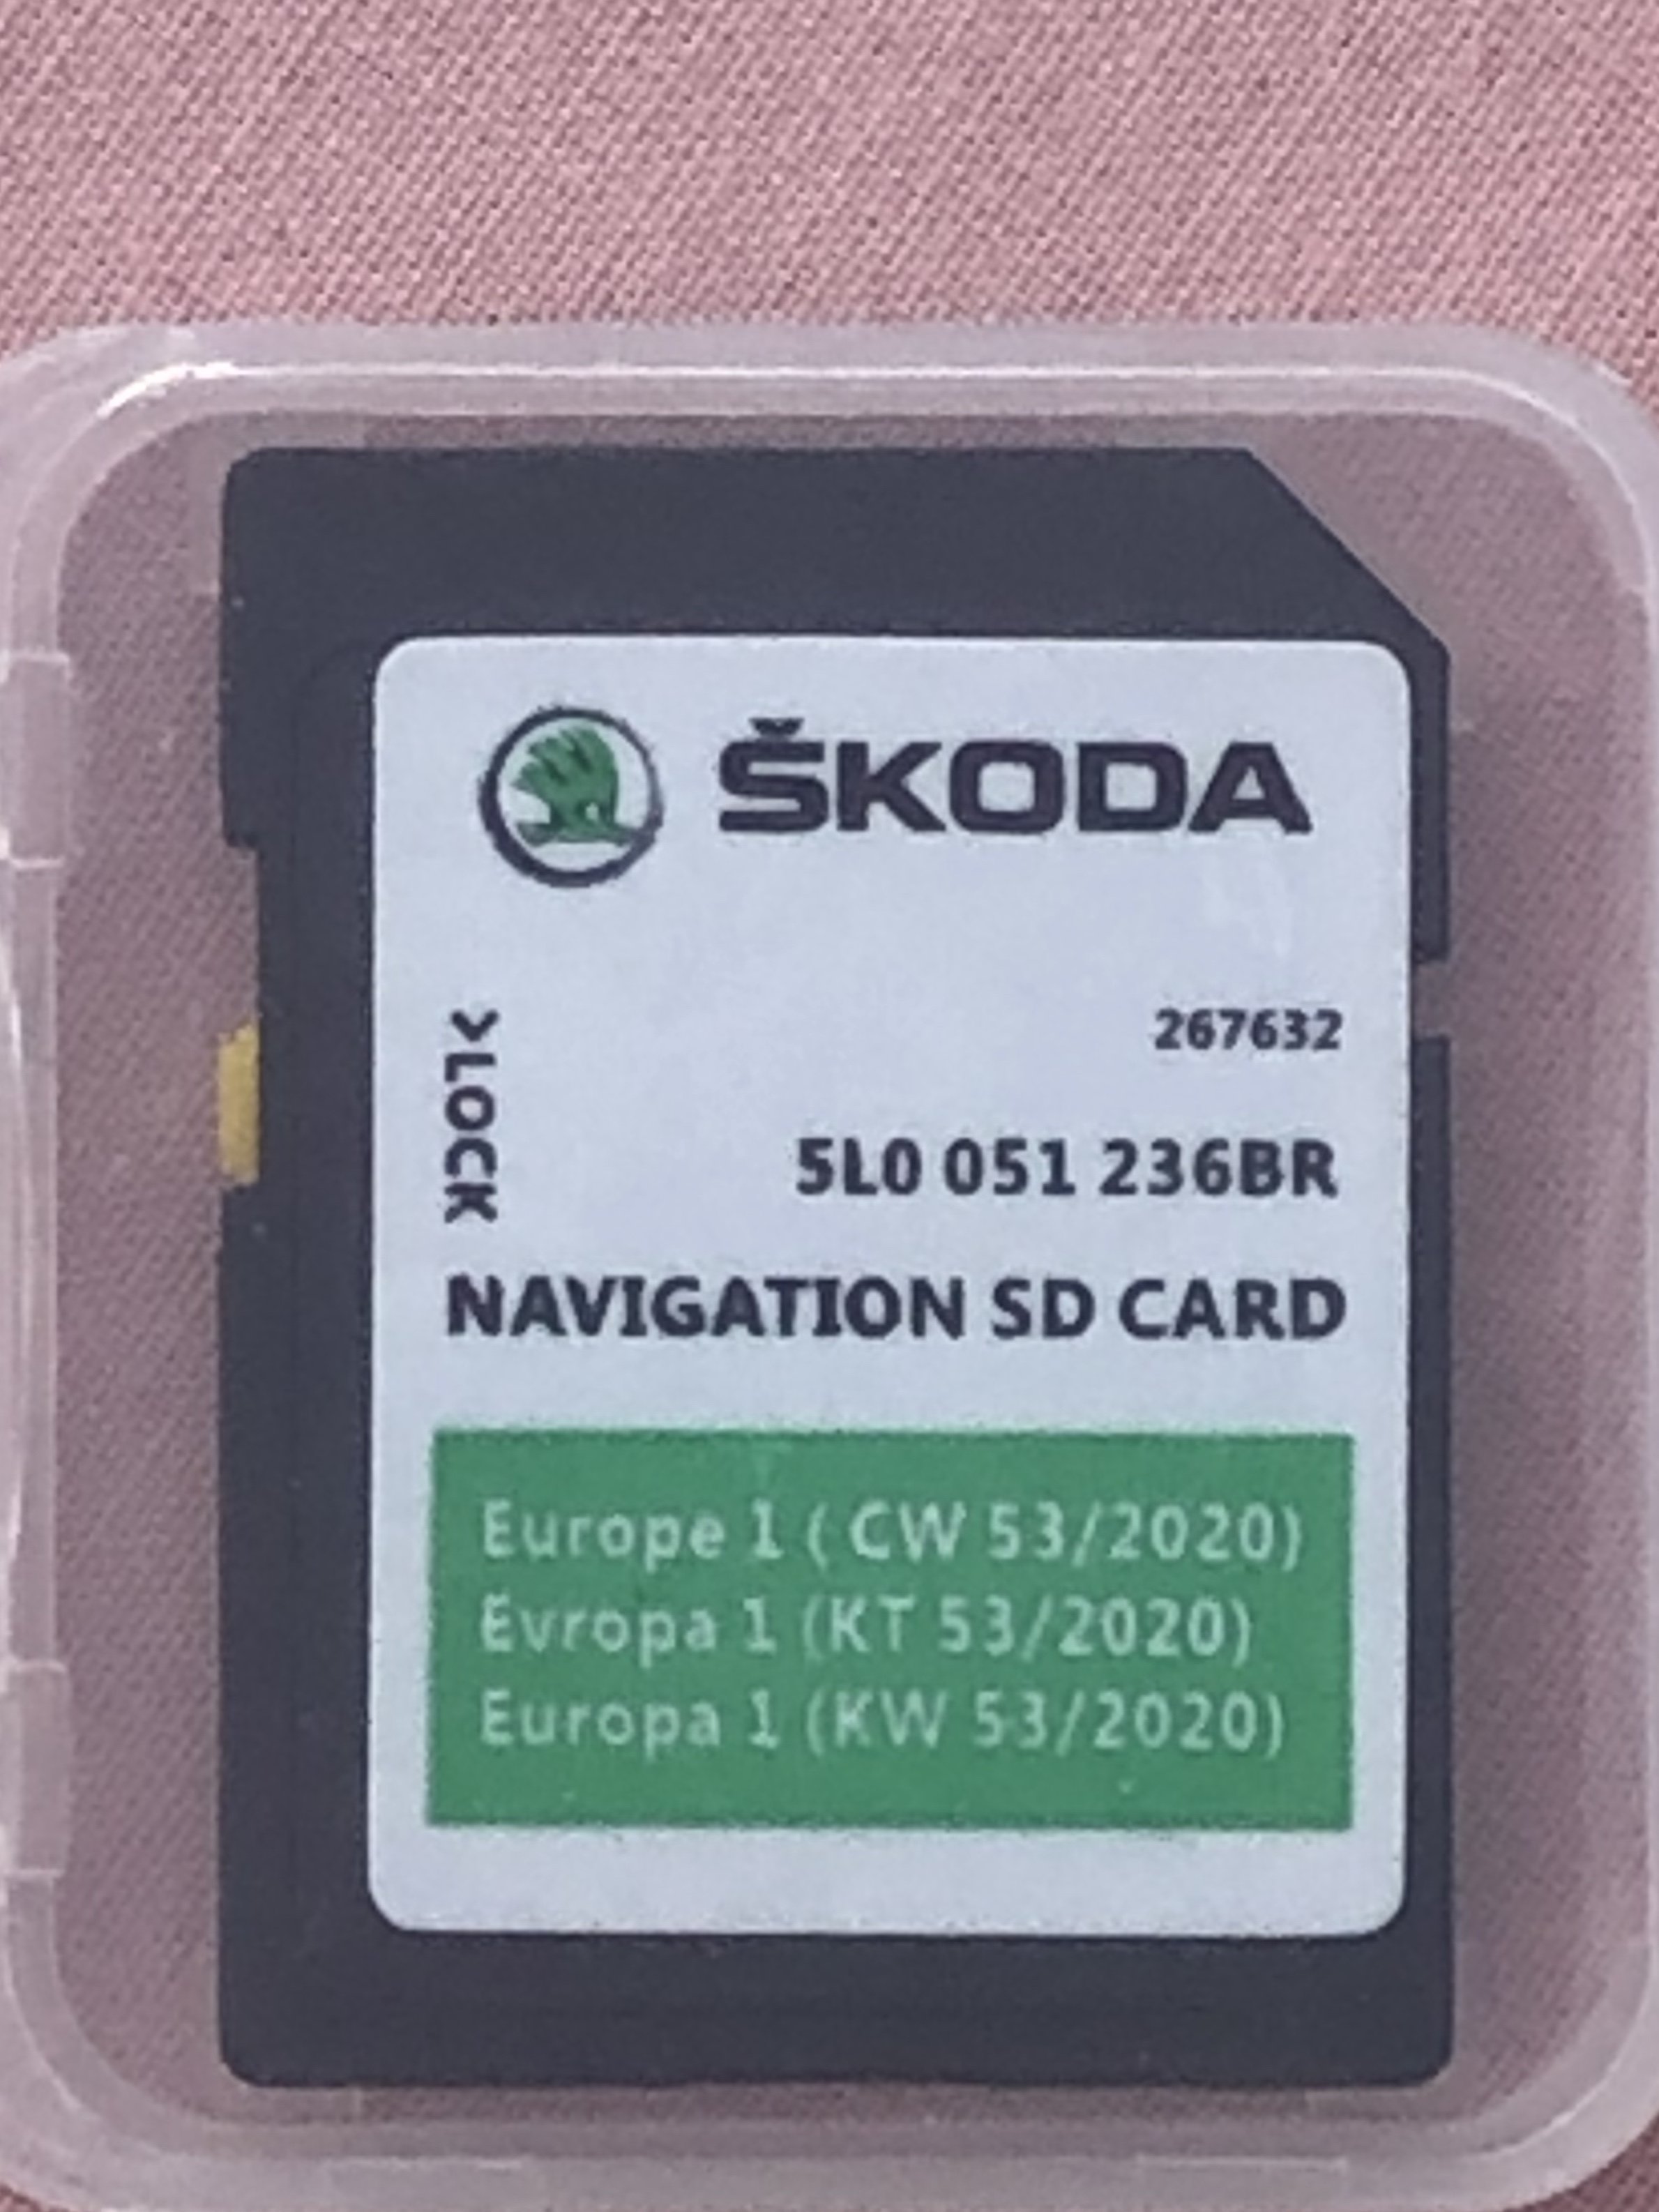 ŠKODA
267632
>LOCK
5L0 051 236BR
NAVIGATION SD CARD
Europe 1 ( CW 53/2020)
Evropa 1 (KT 53/2020)
Europa 1 (KW 53/2020)